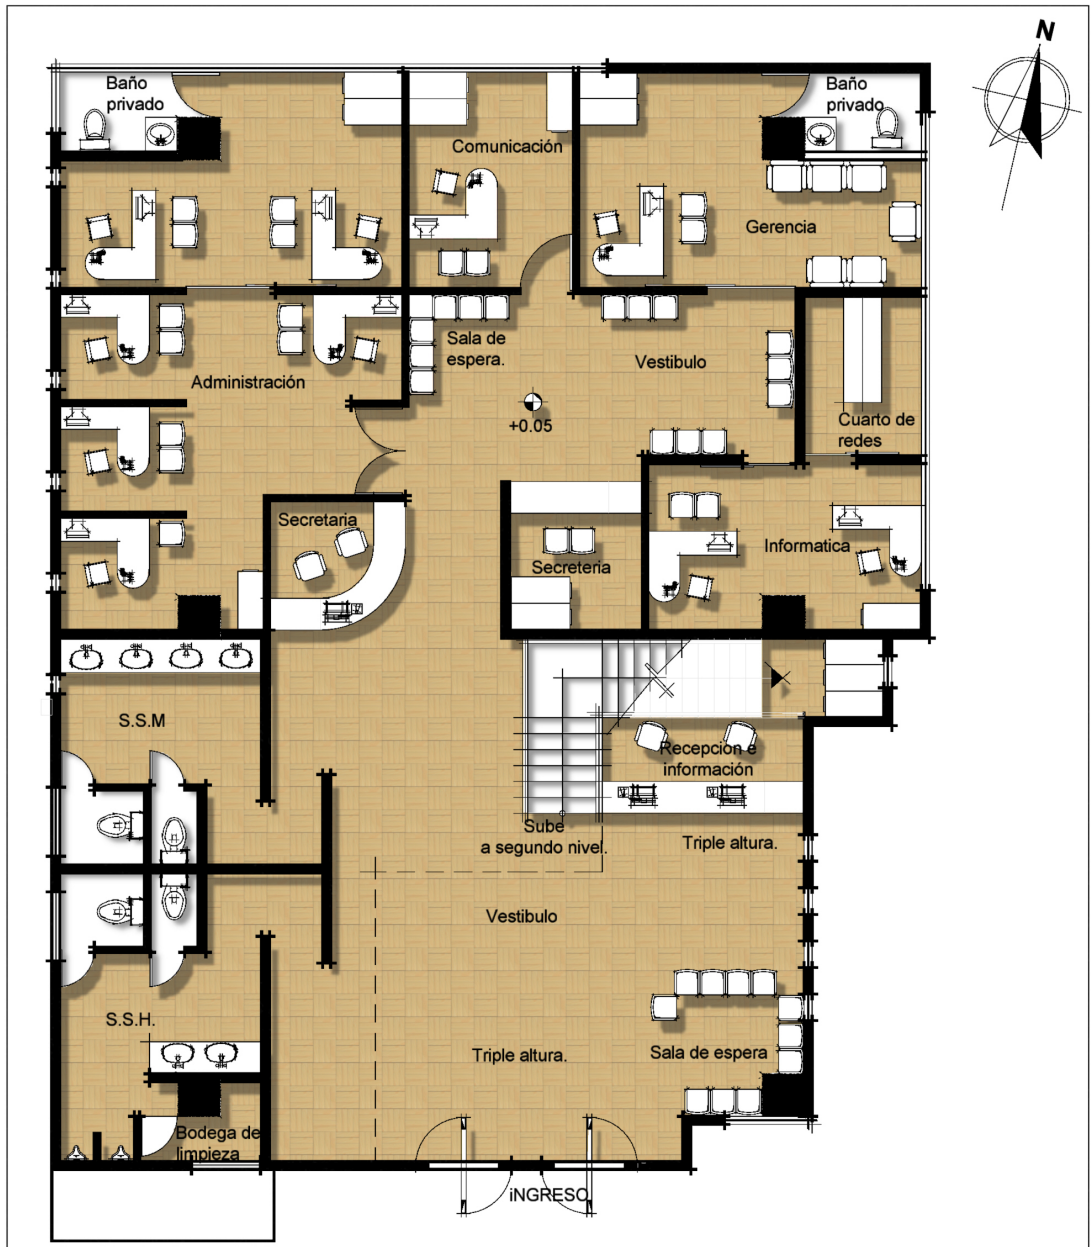 N
Baño
privado
Baño
privado
Comunicación
Gerencia
Sala de
espera.
Vestibulo
Administración
+0.05
Cuarto de
redes
Secretaria
Secreteria
Informatica
S.S.M
Recepcion e
información
Sube
a segundo nivel.
Triple altura.
Vestibulo
S.S.H.
Triple altura.
Sala de espera
Bodega de
limpieza
iNGRESO